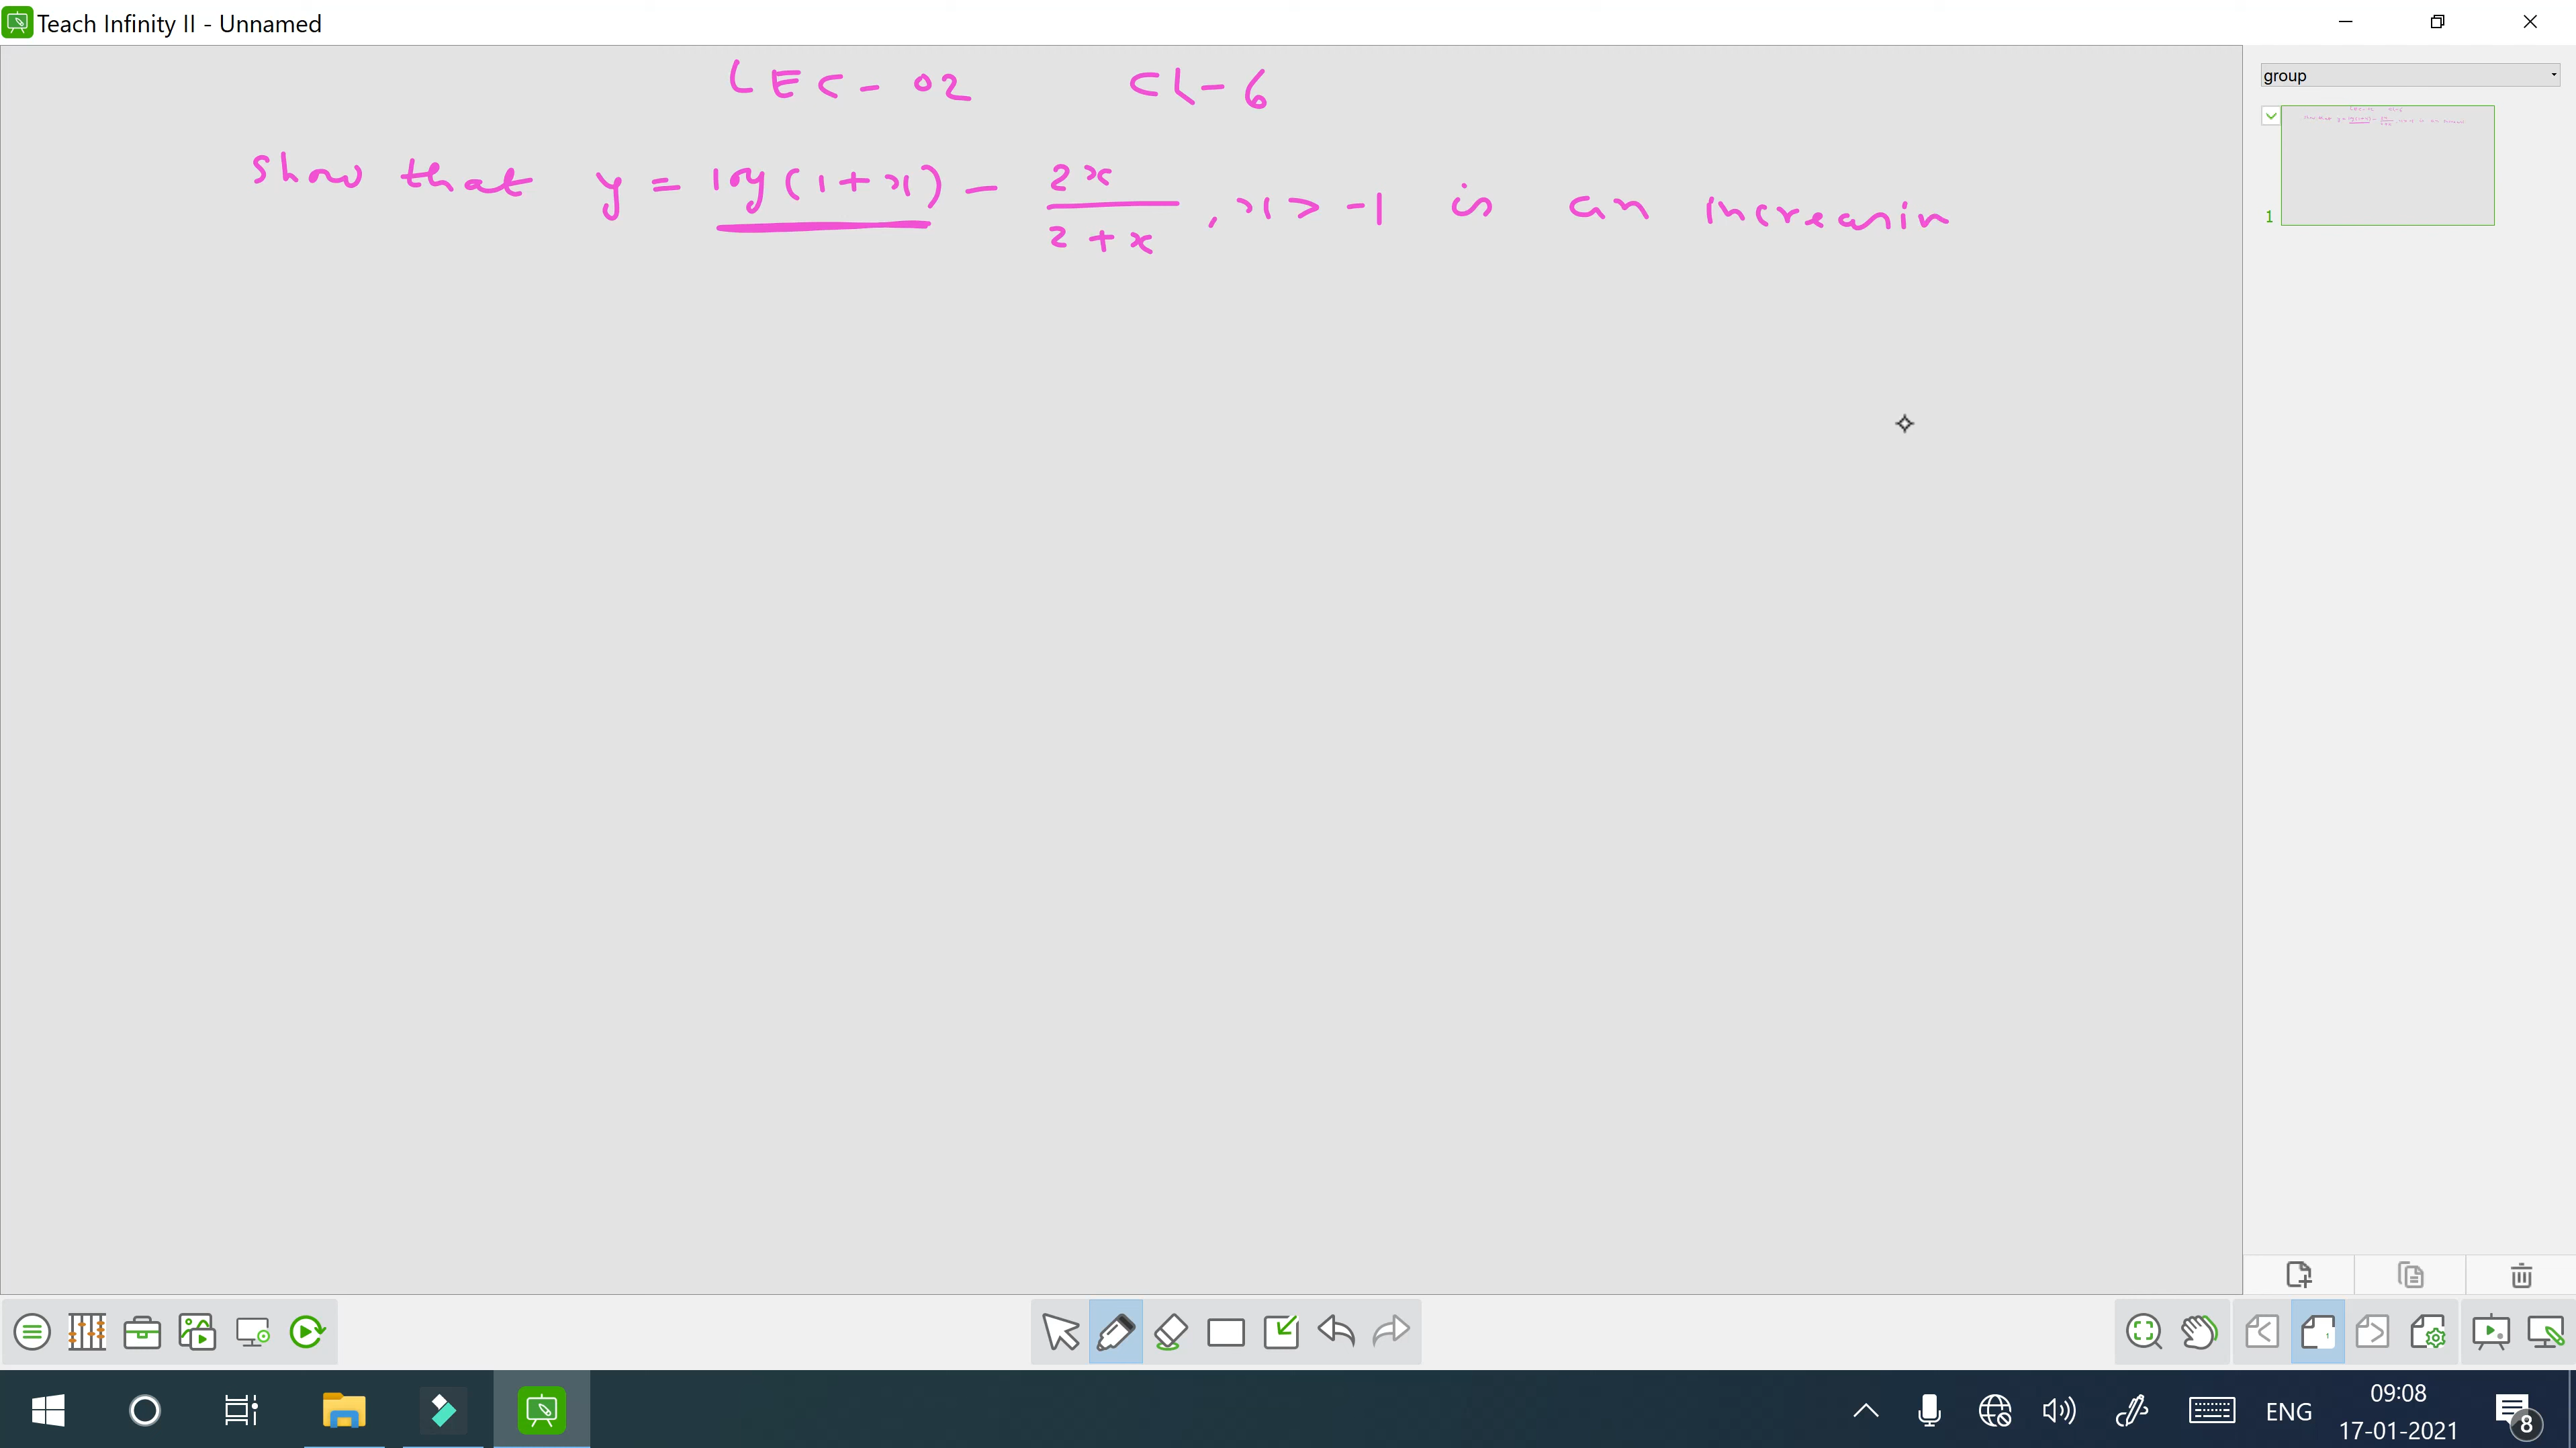 Teach Infinity II - Unnamed
group
LEC - 02 CL - 6
show that y = log(1+x) - 2x / 2+x , x > -1 is an increasin
1
ENG
09:08
17-01-2021
8